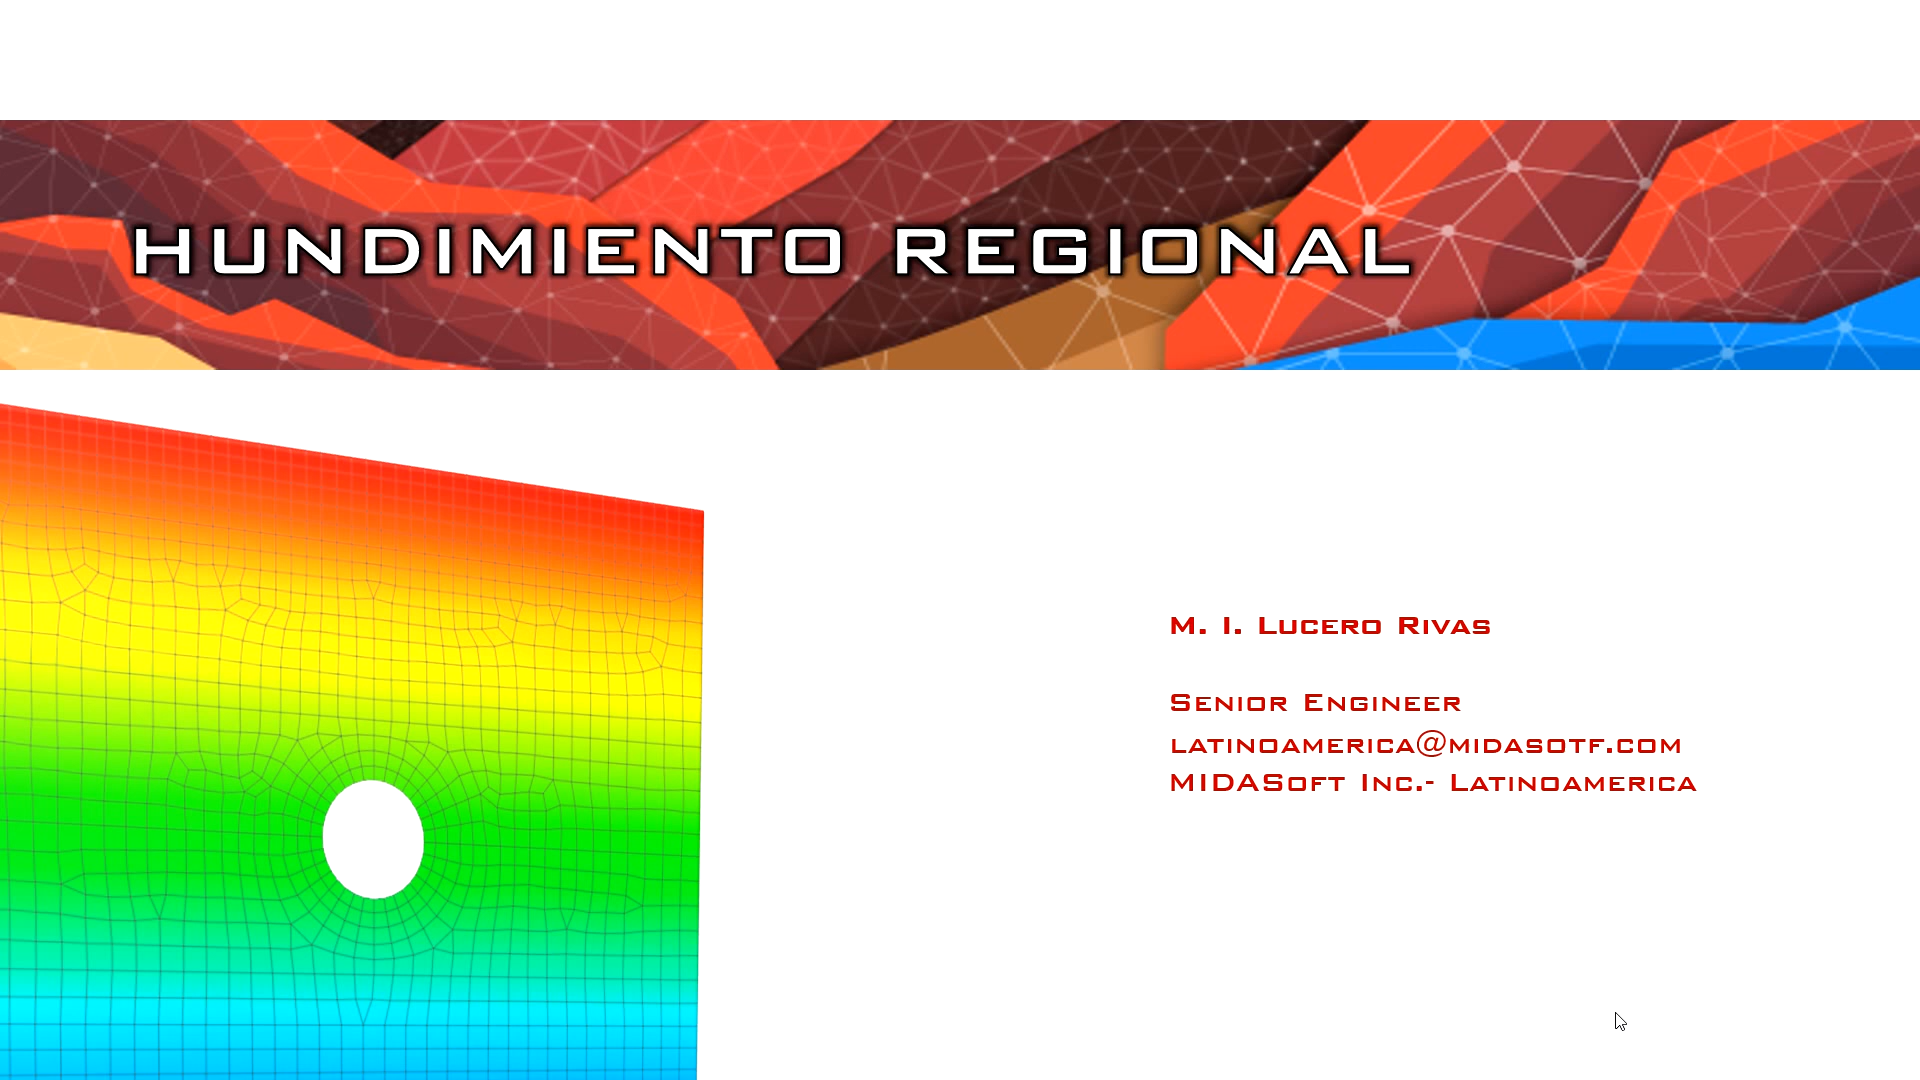 HUNDIMIENTO REGIONAL
M. I. Lucero Rivas
Senior Engineer
latinoamerica@midasotf.com
MIDASoft Inc.- Latinoamerica